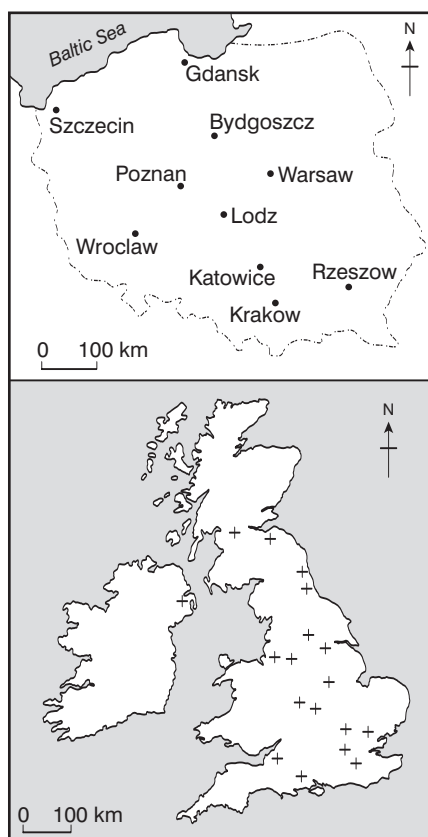 Baltic Sea
N
Gdansk
Szczecin
Bydgoszcz
Poznan
Warsaw
Lodz
Wroclaw
Katowice
Rzeszow
Krakow
0 100 km
N
0 100 km